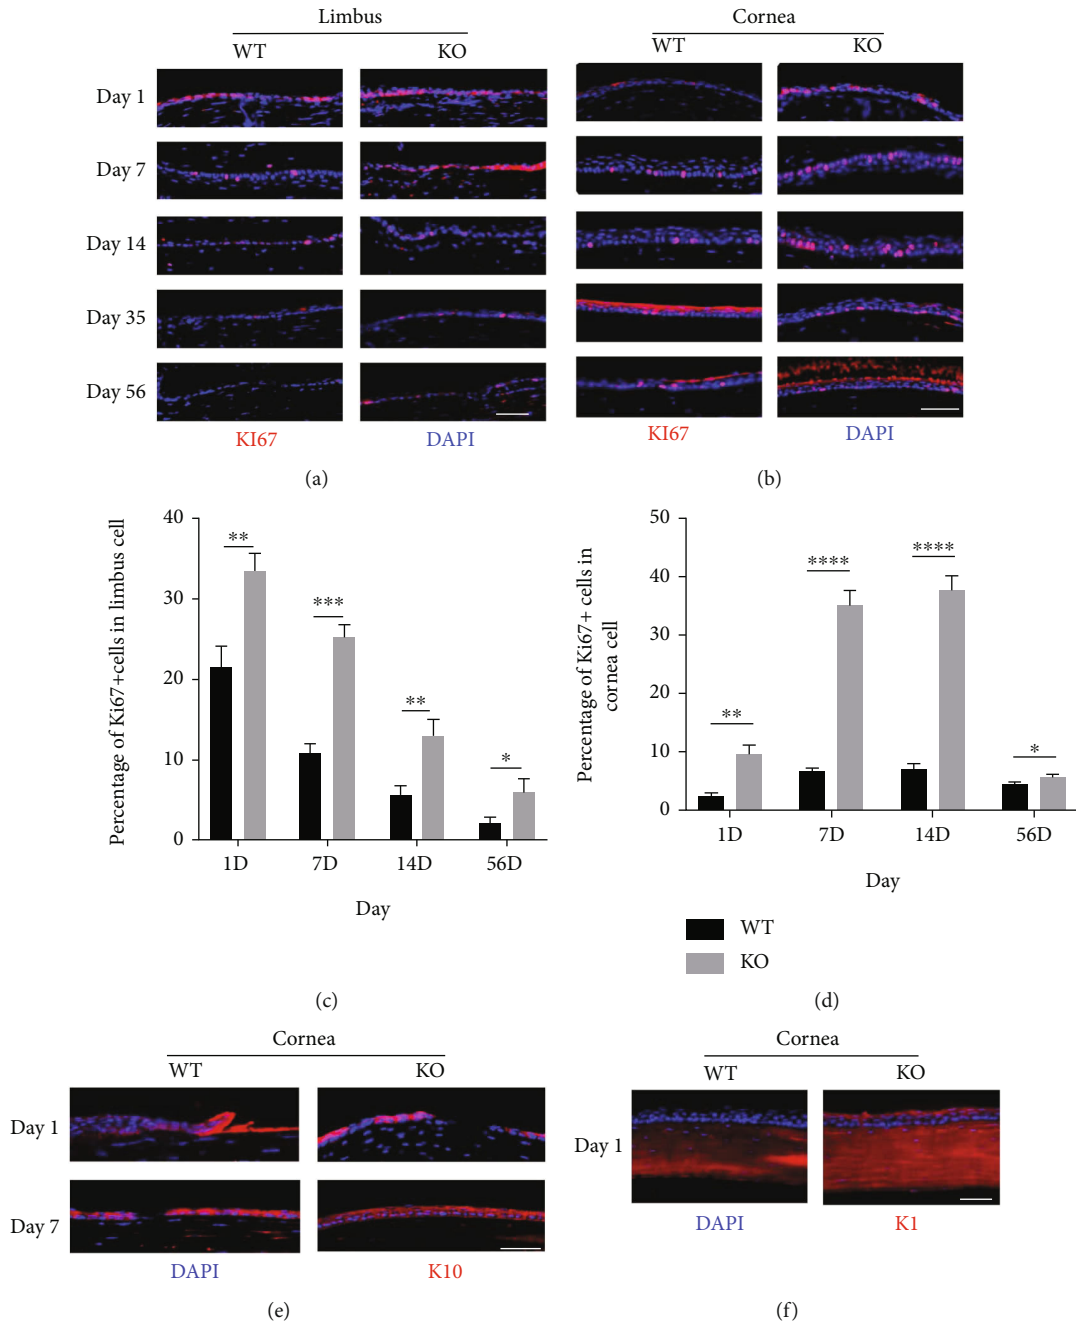 Limbus
WT KO
Day 1
Day 7
Day 14
Day 35
Day 56
KI67 DAPI
(a)
Cornea
WT KO
KI67 DAPI
(b)
Percentage of Ki67+cells in limbus cell
40
30
20
10
0
** *** ** *
1D 7D 14D 56D
Day
(c)
Percentage of Ki67+ cells in
cornea cell
50
40
30
20
10
0
** **** **** *
1D 7D 14D 56D
Day
WT
KO
(d)
Cornea
WT KO
Day 1
Day 7
DAPI K10
(e)
Cornea
WT KO
Day 1
DAPI K1
(f)